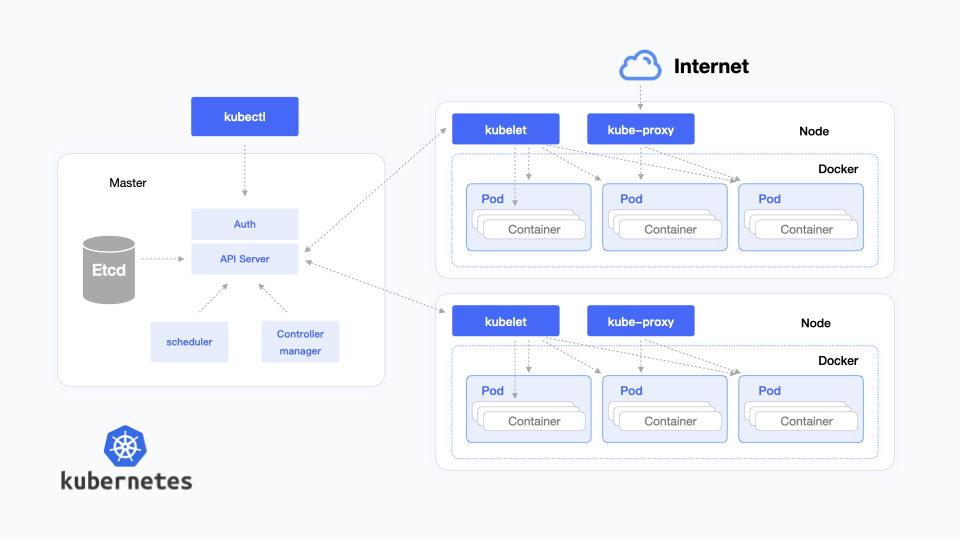 Internet
kubectl
Master
Auth
API Server
Etcd
scheduler
Controller
manager
kubernetes
kubelet
kube-proxy
Node
Docker
Pod
Container
Pod
Container
Pod
Container
kubelet
kube-proxy
Node
Docker
Pod
Container
Pod
Container
Pod
Container